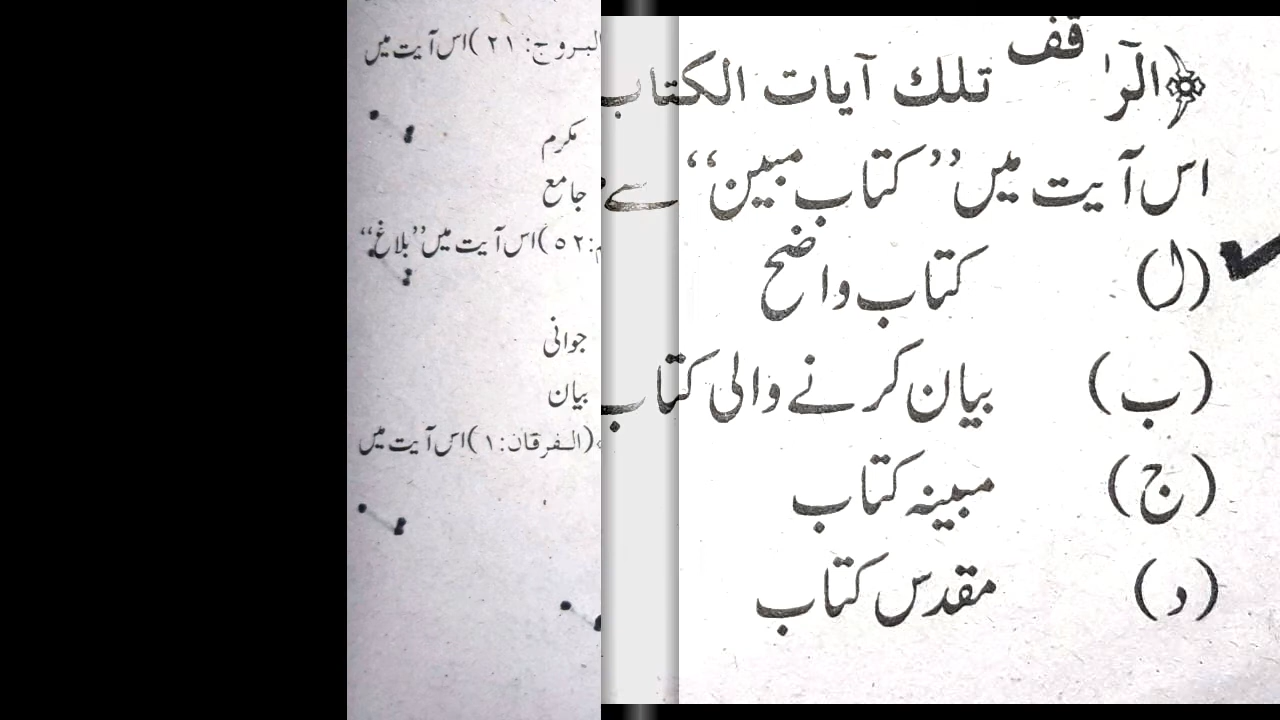 ﴿الٓرٰ قف تلك آيات الكتاب
اس آیت میں ’’کتاب مبین‘‘ سے
(ا) کتاب واضح
(ب) بیان کرنے والی کتاب
(ج) مبینہ کتاب
(د) مقدس کتاب
البروج: ۲۱) اس آیت میں
مکرم
جامع
:۵۲) اس آیت میں ’’بلاغ‘‘
جوانی
بیان
(الفرقان: ۱) اس آیت میں